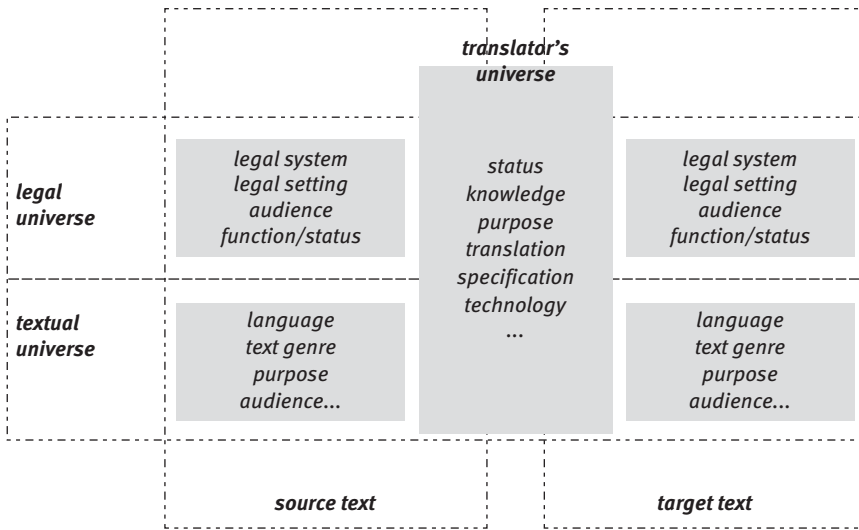 translator’s
universe
legal
universe
legal system
legal setting
audience
function/status
status
knowledge
purpose
translation
specification
technology
...
legal system
legal setting
audience
function/status
textual
universe
language
text genre
purpose
audience...
language
text genre
purpose
audience...
source text
target text